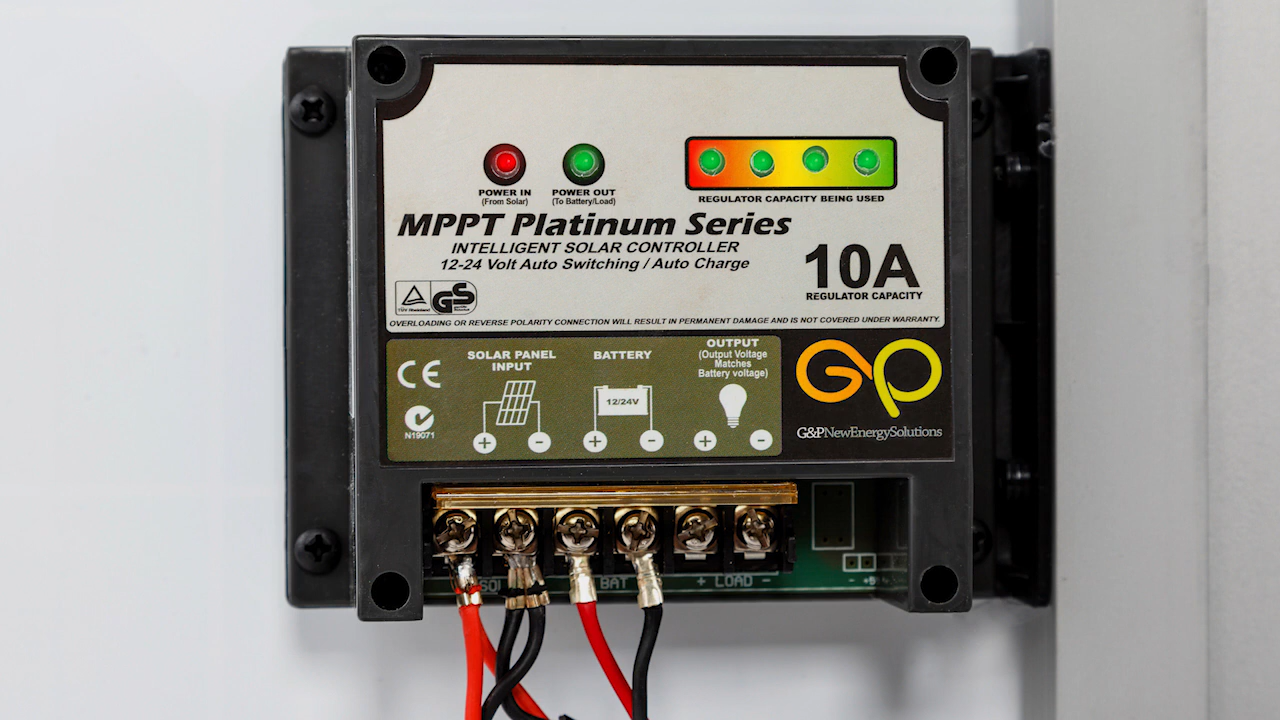 POWER IN
(From Solar)
POWER OUT
(To Battery/Load)
REGULATOR CAPACITY BEING USED
MPPT Platinum Series
INTELLIGENT SOLAR CONTROLLER
12-24 Volt Auto Switching / Auto Charge
10A
REGULATOR CAPACITY
GS
OVERLOADING OR REVERSE POLARITY CONNECTION WILL RESULT IN PERMANENT DAMAGE AND IS NOT COVERED UNDER WARRANTY.
CE
N19071
SOLAR PANEL
INPUT
+ -
BATTERY
12/24V
+ -
OUTPUT
(Output Voltage
Matches
Battery voltage)
+ -
GP
G&PNewEnergySolutions
BAT
+ LOAD -